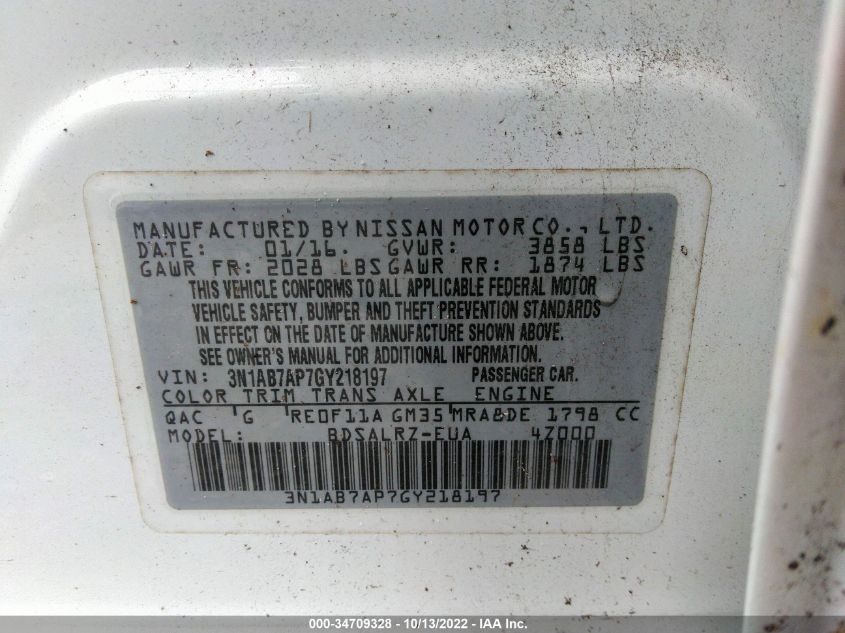 MANUFACTURED BY NISSAN MOTOR CO., LTD.
DATE: 01/16. GVWR: 3858 LBS
GAWR FR: 2028 LBS GAWR RR: 1874 LBS
THIS VEHICLE CONFORMS TO ALL APPLICABLE FEDERAL MOTOR
VEHICLE SAFETY, BUMPER AND THEFT PREVENTION STANDARDS
IN EFFECT ON THE DATE OF MANUFACTURE SHOWN ABOVE.
SEE OWNER'S MANUAL FOR ADDITIONAL INFORMATION.
VIN: 3N1AB7AP7GY218197 PASSENGER CAR.
COLOR TRIM TRANS AXLE ENGINE
QAC G RE0F11A GM35 MRA8DE 1798 CC
MODEL: BDSALRZ-EUA 4Z000
3N1AB7AP7GY218197
000-34709328 - 10/13/2022 - IAA Inc.